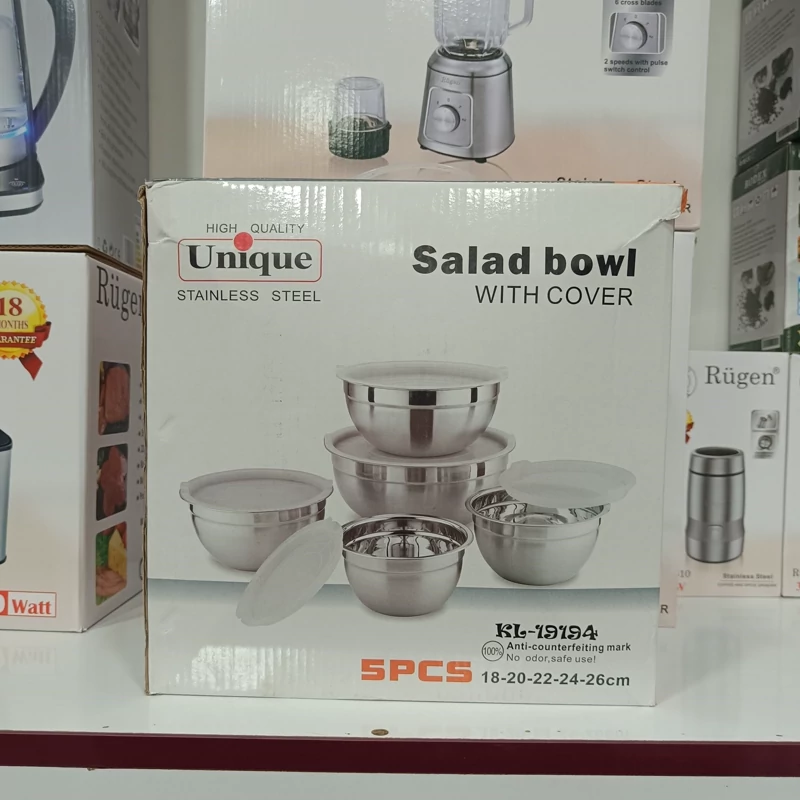 6 cross blades
2 speeds with pulse
switch control
HIGH QUALITY
Unique
STAINLESS STEEL
Salad bowl
WITH COVER
KL-19194
100%
Anti-counterfeiting mark
No odor,safe use!
5PCS
18-20-22-24-26cm
18
MONTHS
Rügen
Watt
Rügen®
Stainless Steel